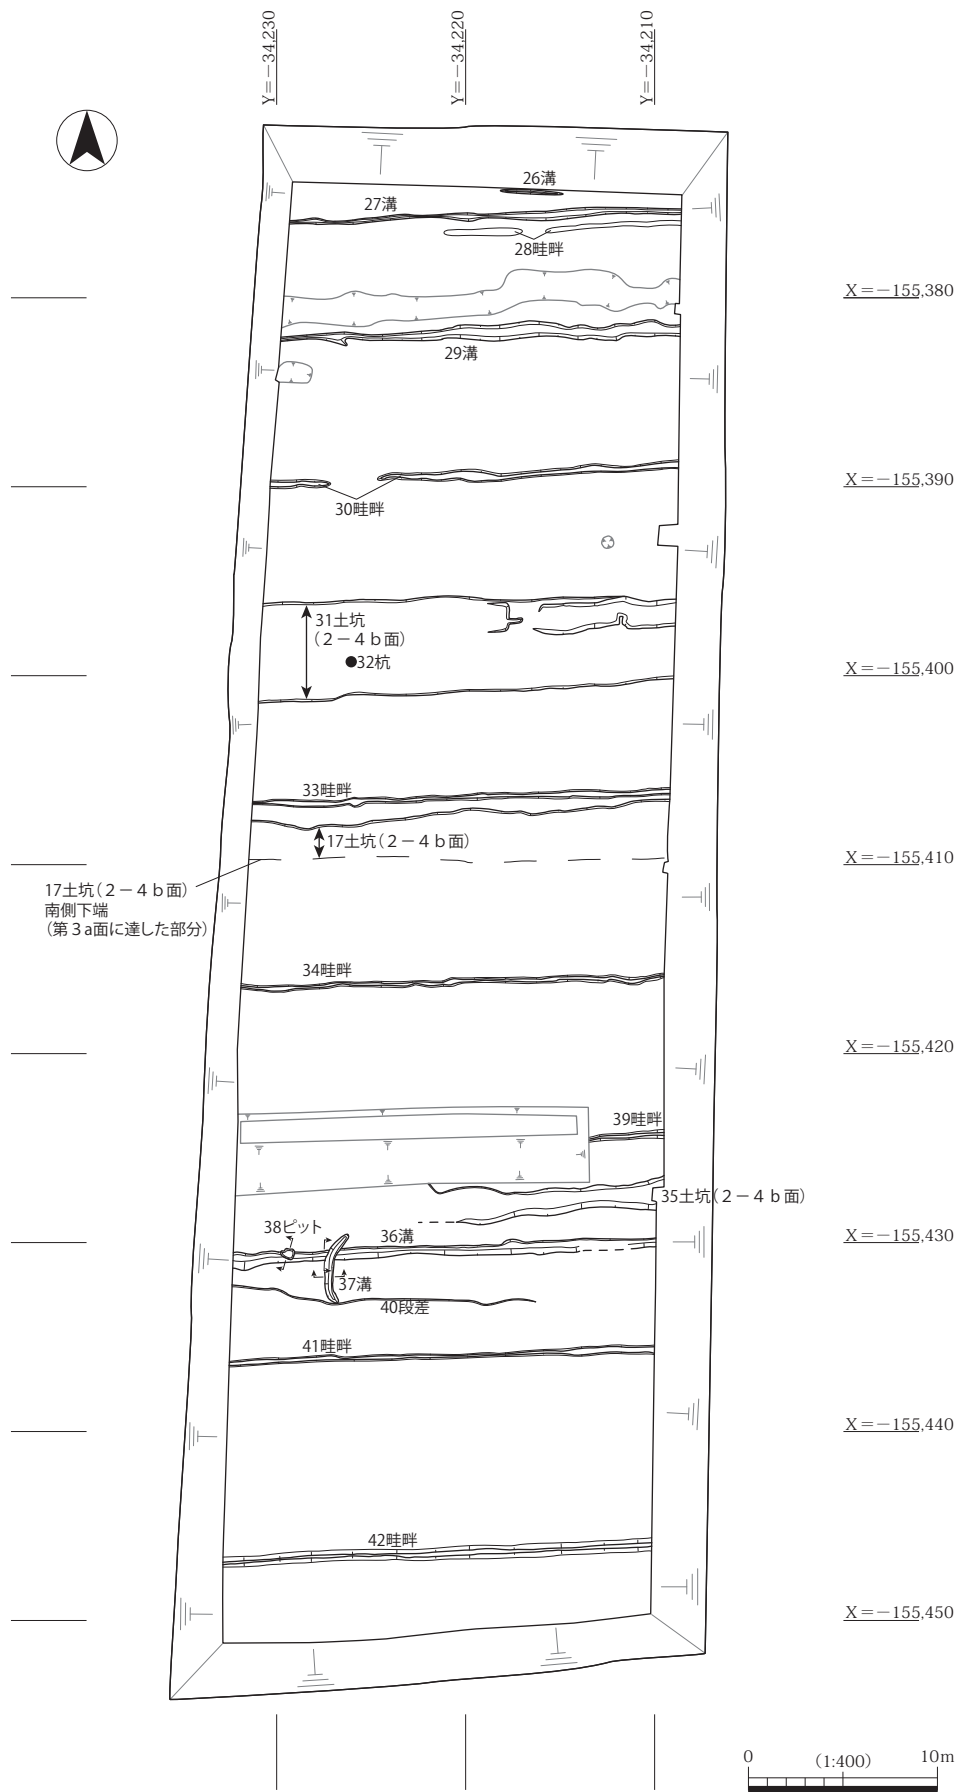 Y=－34,230
Y=－34,220
Y=－34,210
26溝
27溝
28畦畔
X=－155,380
29溝
X=－155,390
30畦畔
31土坑
(２－４ｂ面)
32杭
X=－155,400
33畦畔
17土坑(２－４ｂ面)
X=－155,410
17土坑(２－４ｂ面)
南側下端
(第３a面に達した部分)
34畦畔
X=－155,420
39畦畔
35土坑(２－４ｂ面)
38ピット
36溝
X=－155,430
37溝
40段差
41畦畔
X=－155,440
42畦畔
X=－155,450
0 (1:400) 10m